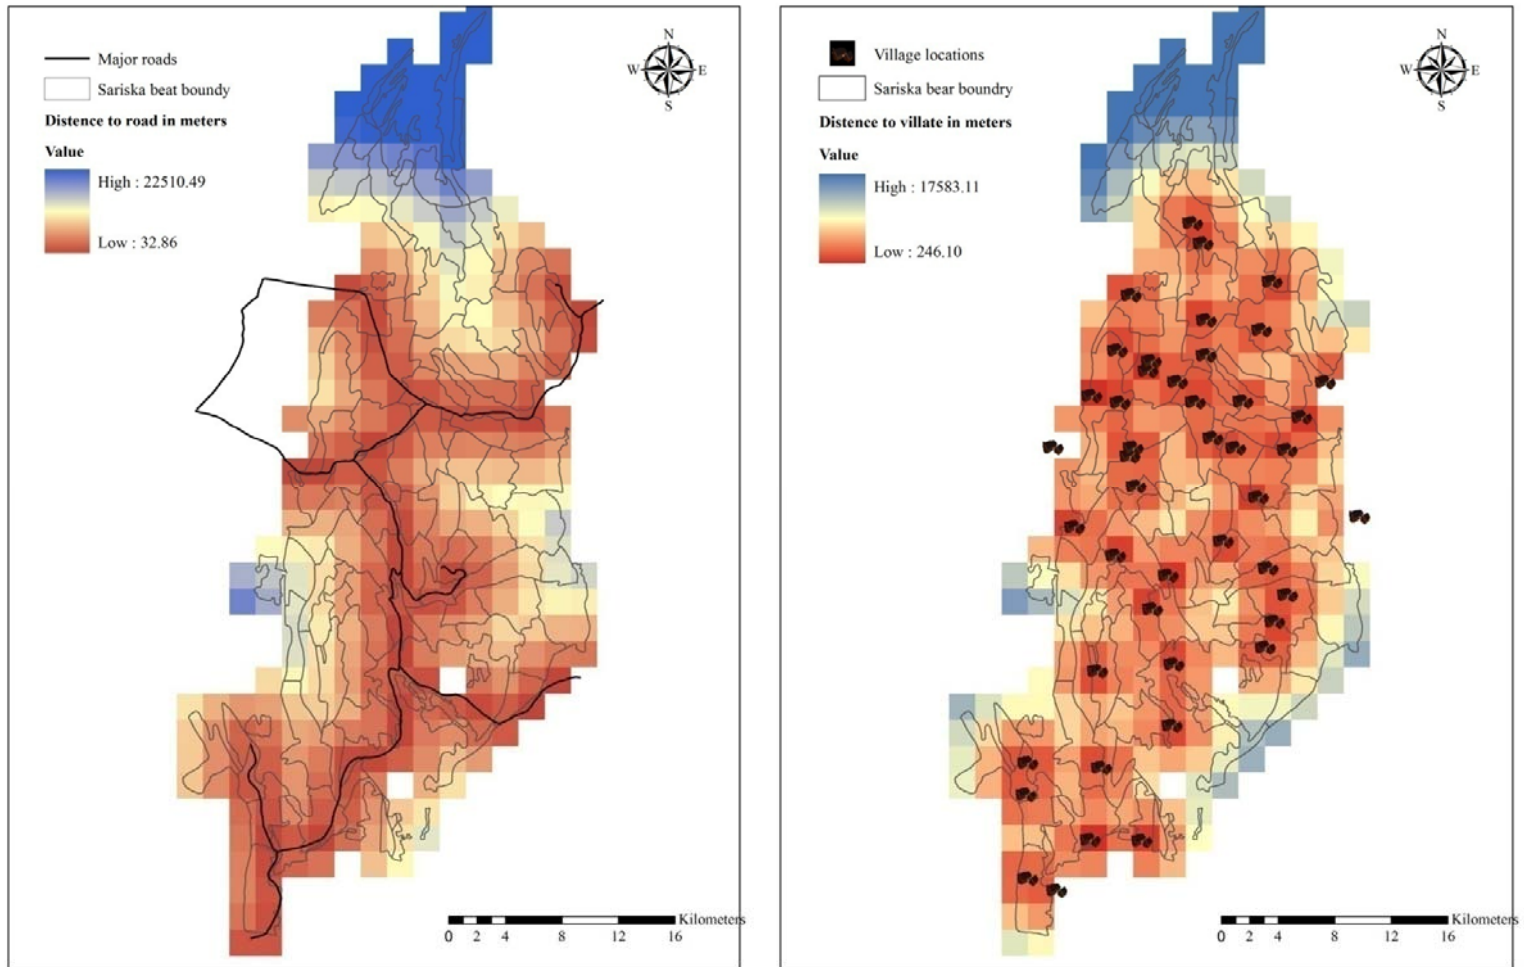 Major roads
Sariska beat boundy
Distence to road in meters
Value
High : 22510.49
Low : 32.86
N
W E
S
Kilometers
0 2 4 8 12 16
Village locations
Sariska bear boundry
Distence to villate in meters
Value
High : 17583.11
Low : 246.10
N
W E
S
Kilometers
0 2 4 8 12 16